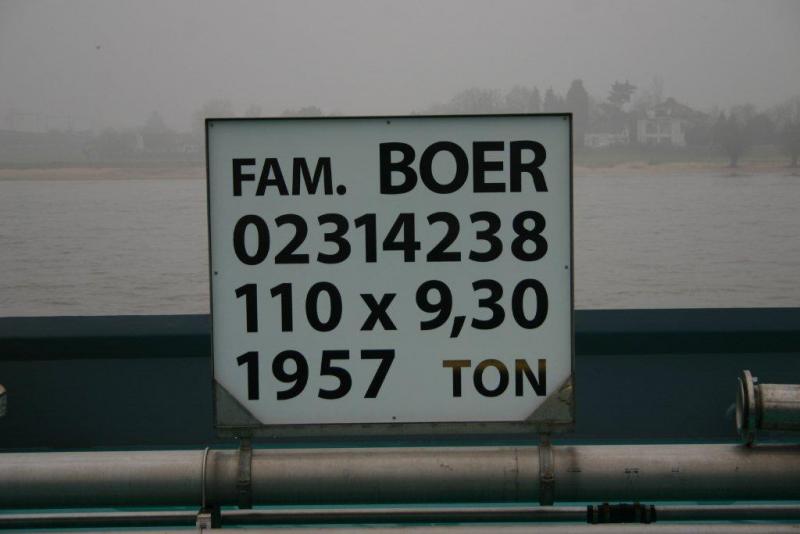 FAM. BOER
02314238
110 x 9,30
1957 TON